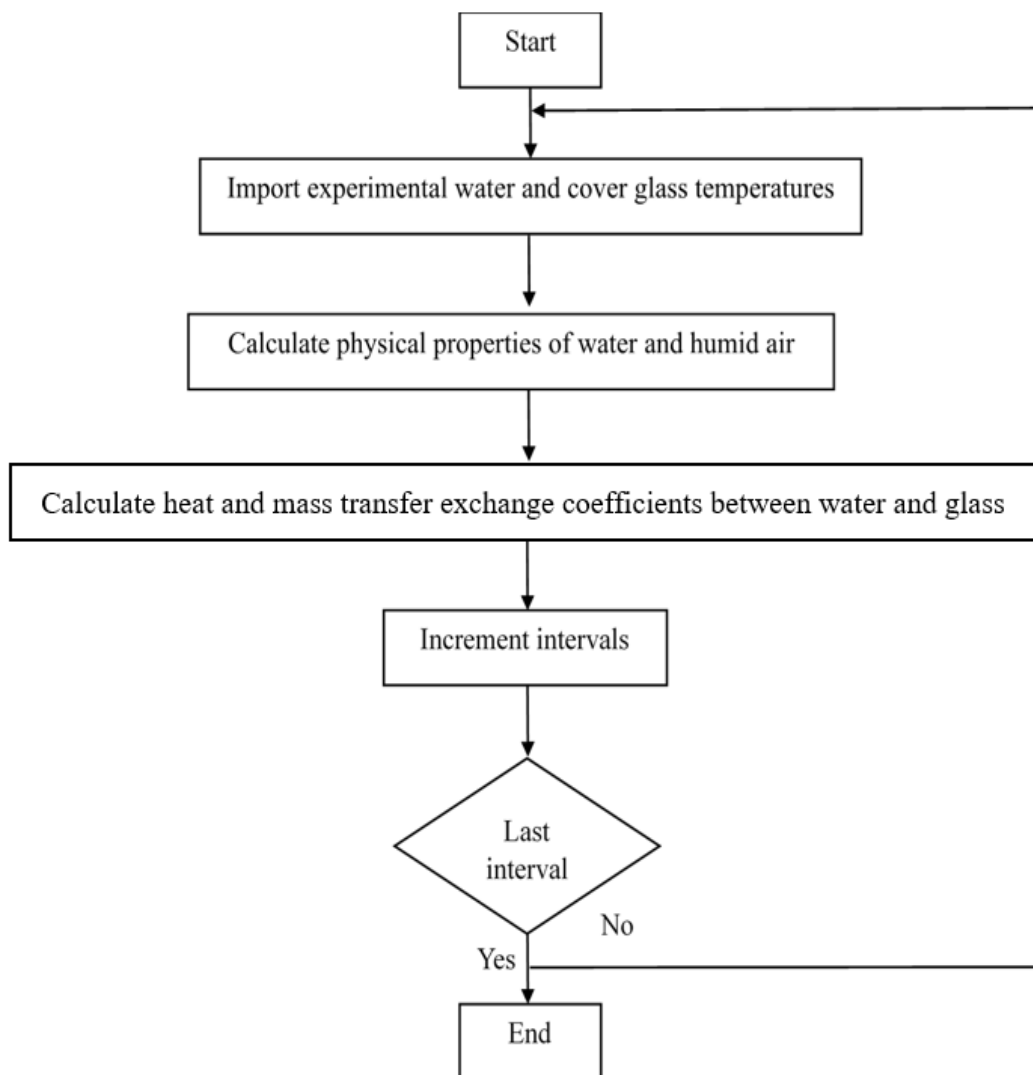 Start
Import experimental water and cover glass temperatures
Calculate physical properties of water and humid air
Calculate heat and mass transfer exchange coefficients between water and glass
Increment intervals
Last
interval
No
Yes
End